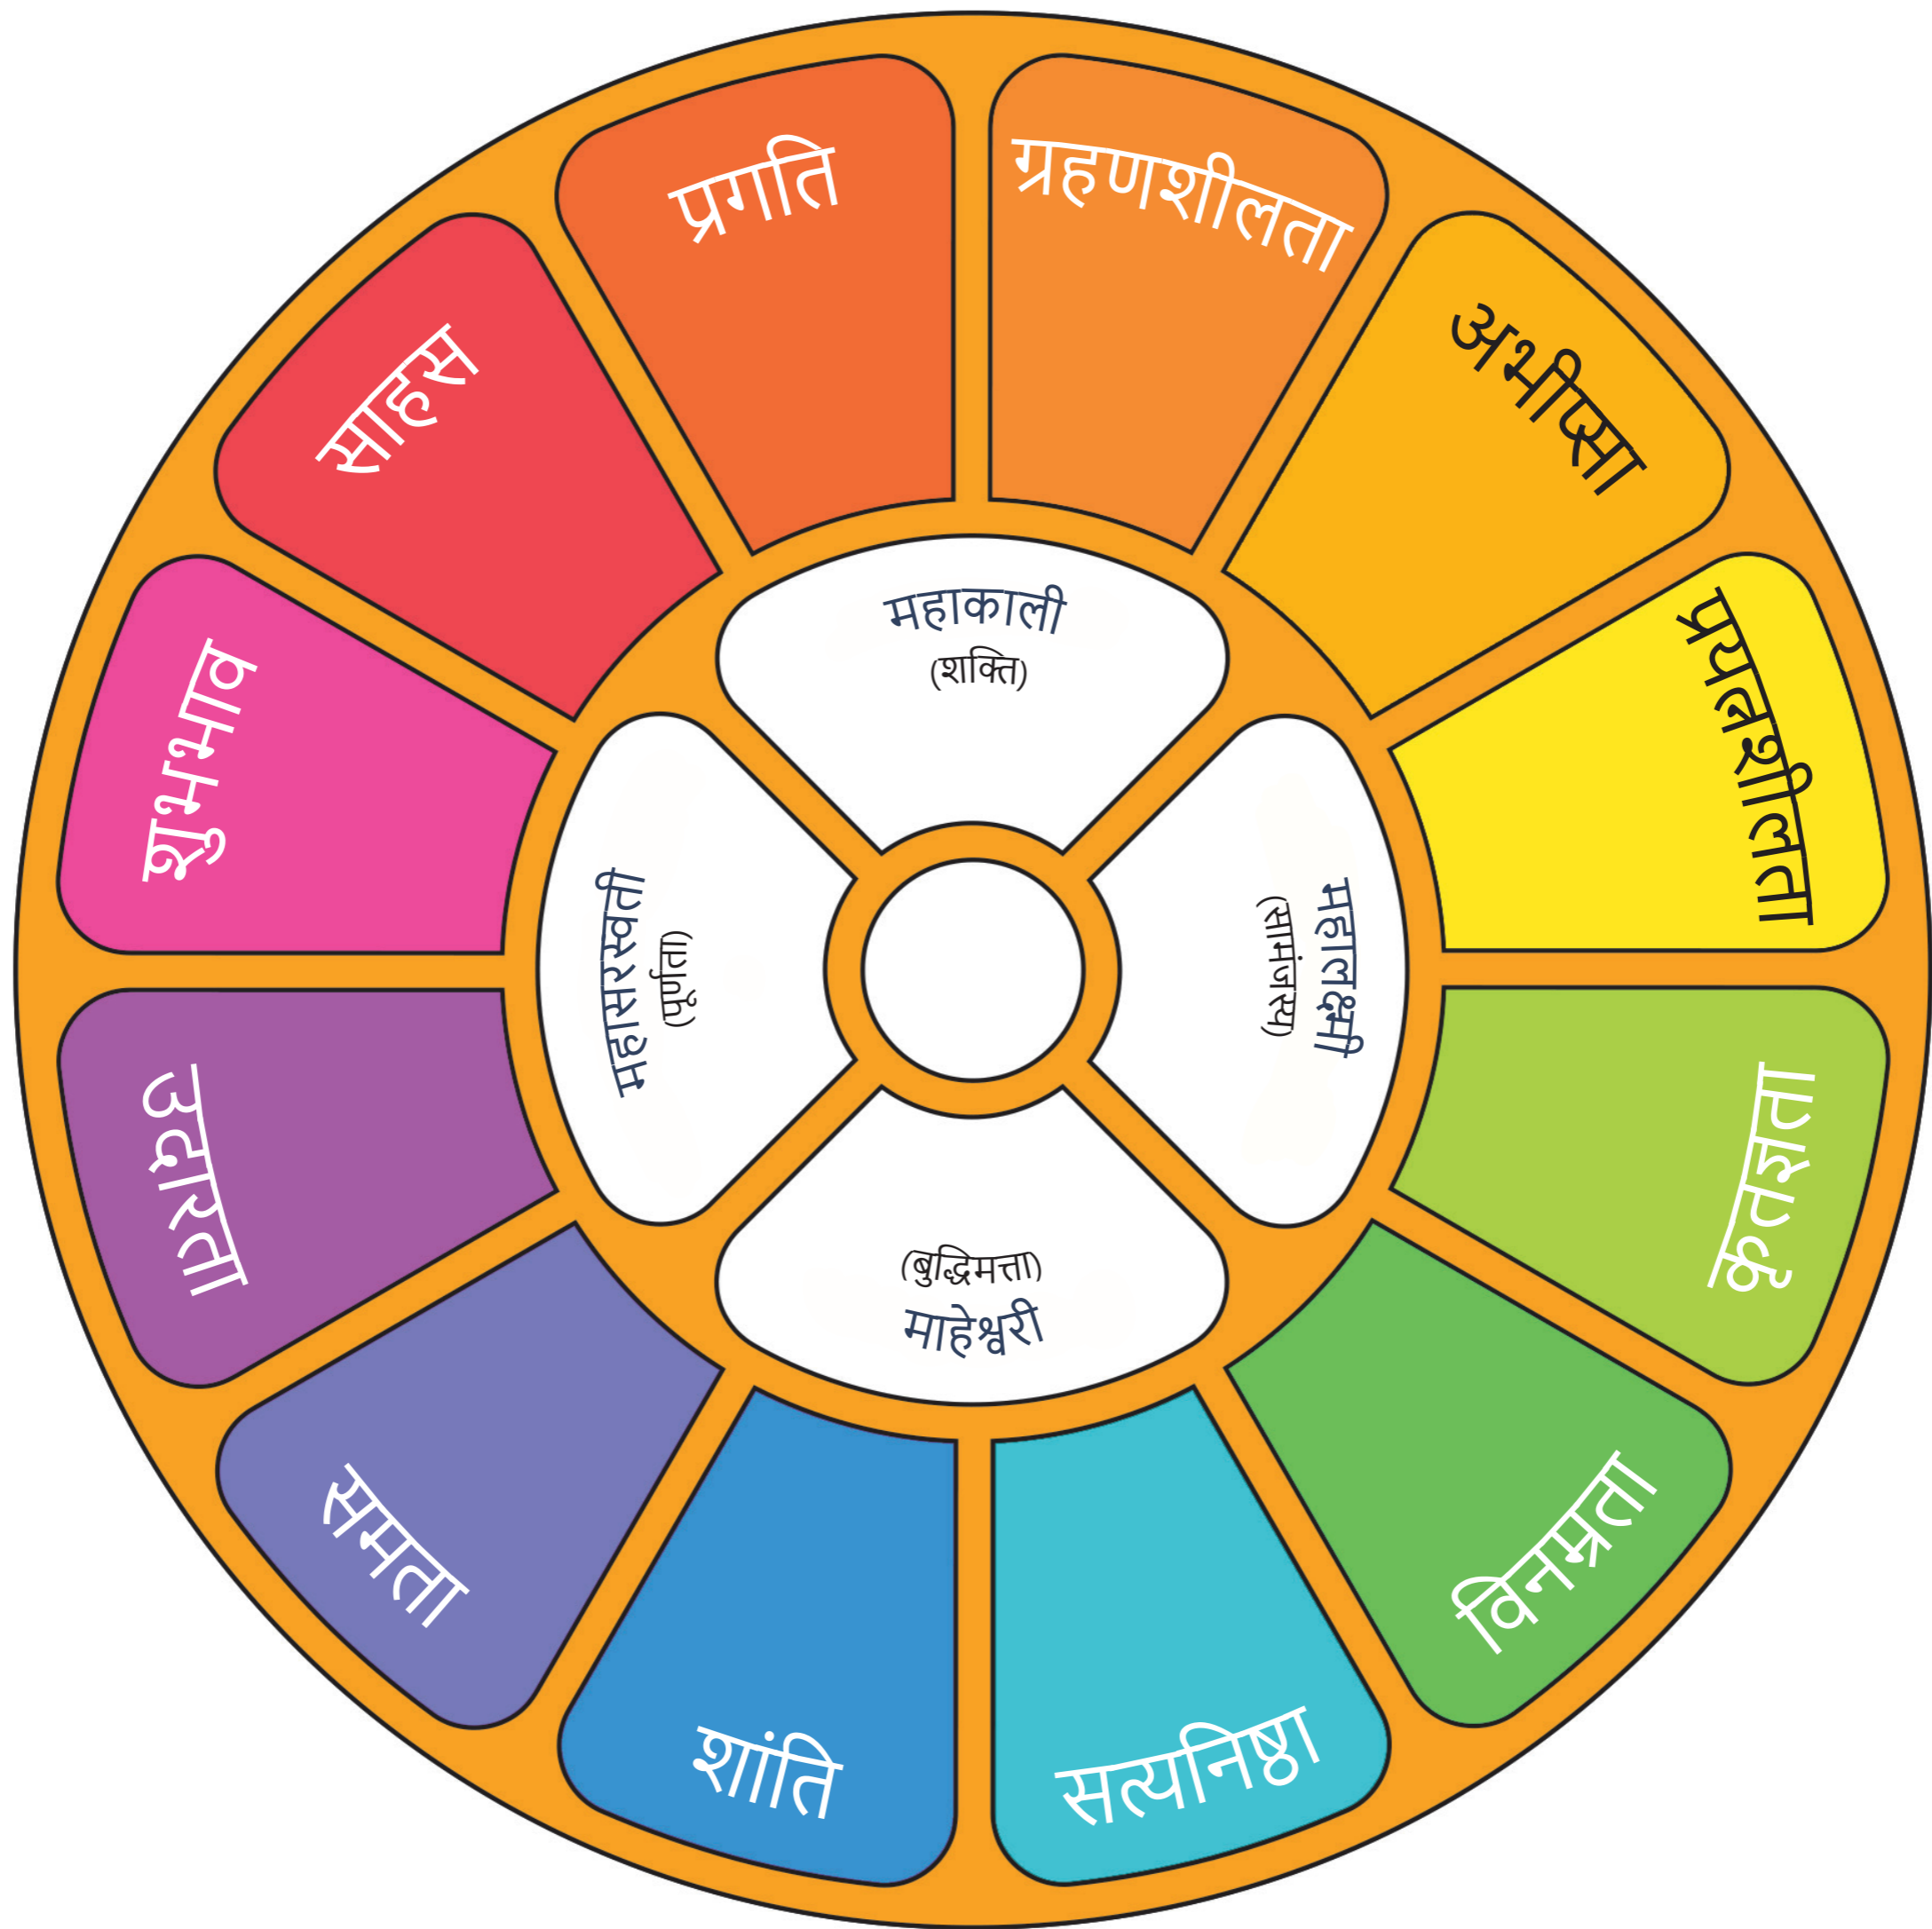 प्रगति
ग्रहणशीलता
अभीप्सा
प्रयत्नशीलता
कृतज्ञता
विनम्रता
सत्यनिष्ठा
शांति
समता
उदारता
शुभभाव
साहस
महाकाली
(शक्ति)
महालक्ष्मी
(सामंजस्य)
(बुद्धिमत्ता)
माहेश्वरी
महासरस्वती
(पूर्णता)